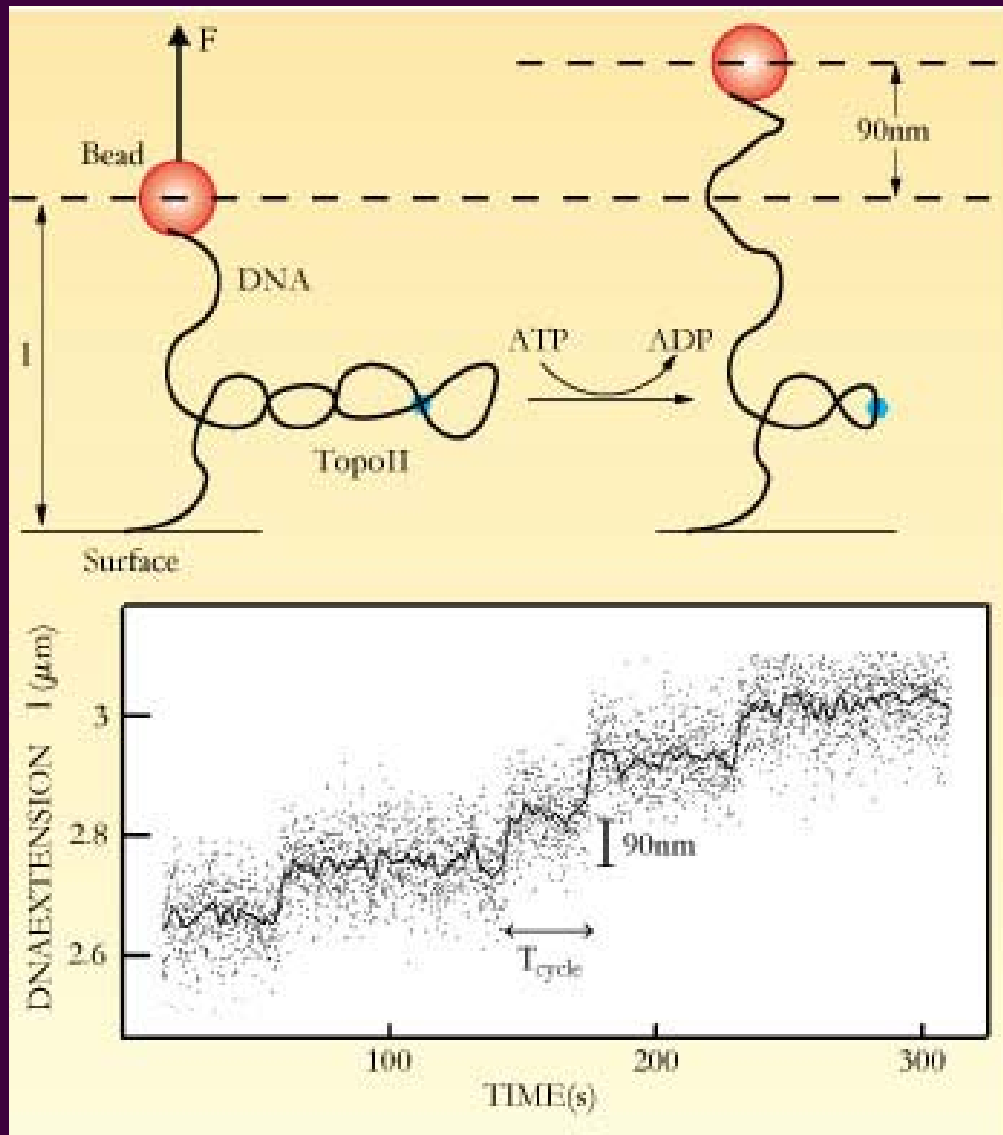 F
Bead
90nm
DNA
l
ATP ADP
TopoII
Surface
DNAEXTENSION l (μm)
3
2.8
2.6
90nm
Tcycle
100 200 300
TIME(s)